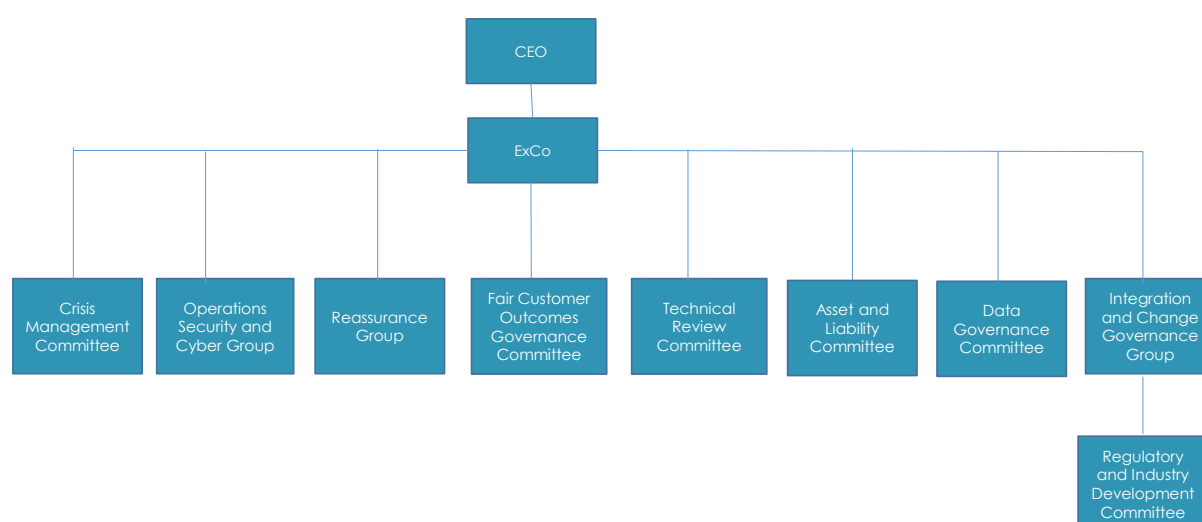 CEO
ExCo
Crisis
Management
Committee
Operations
Security and
Cyber Group
Reassurance
Group
Fair Customer
Outcomes
Governance
Committee
Technical
Review
Committee
Asset and
Liability
Committee
Data
Governance
Committee
Integration
and Change
Governance
Group
Regulatory
and Industry
Development
Committee